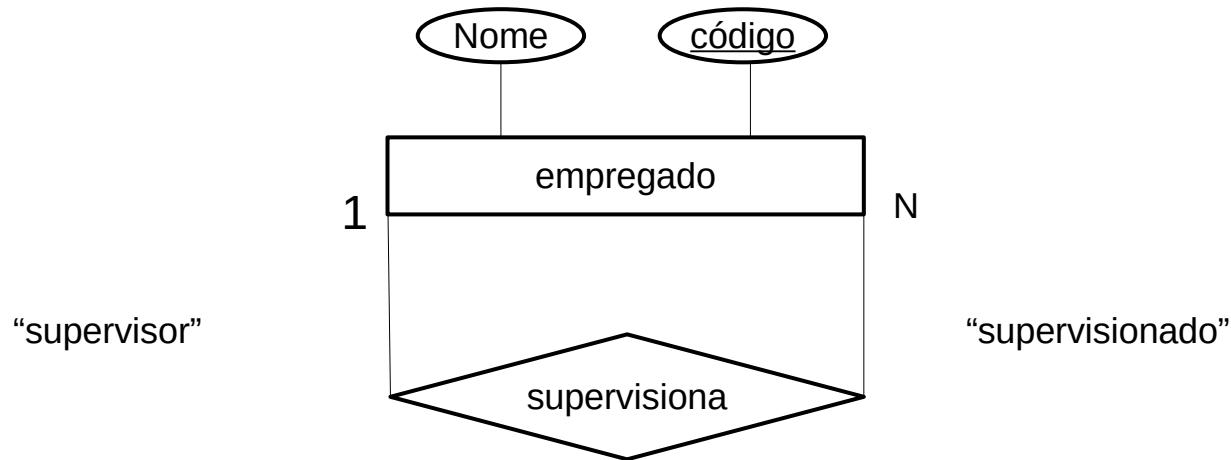 Nome
código
empregado
1
N
“supervisor”
“supervisionado”
supervisiona